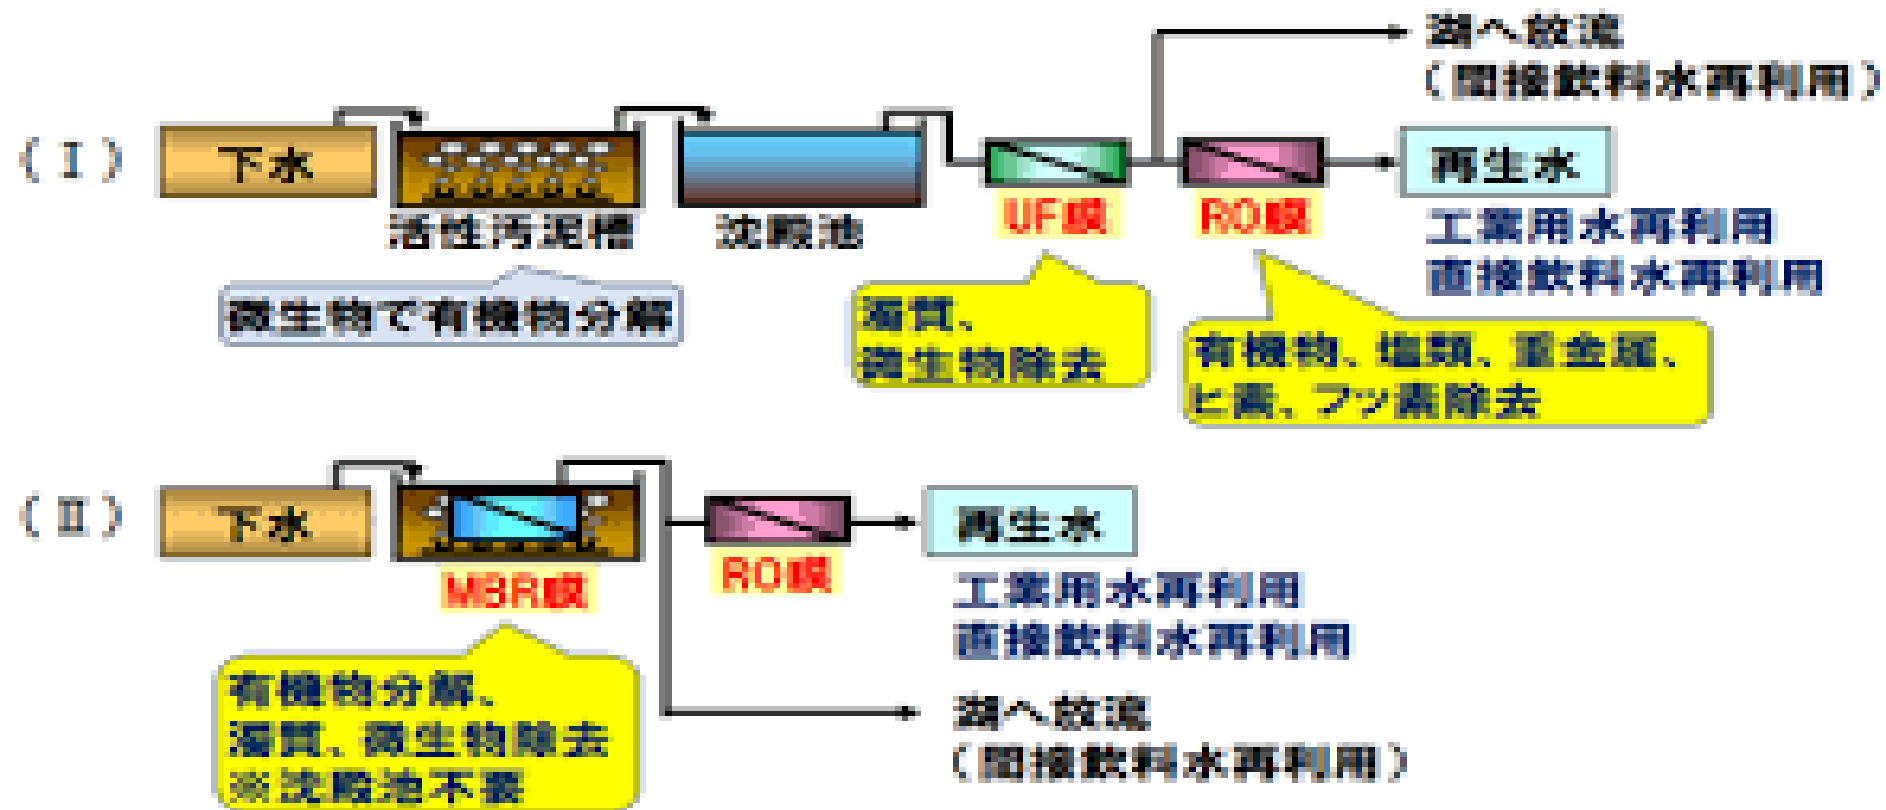 湖へ放流
(間接飲料水再利用)
(Ⅰ)
下水
活性汚泥槽
沈殿池
UF膜
RO膜
再生水
工業用水再利用
直接飲料水再利用
微生物で有機物分解
濁質、
微生物除去
有機物、塩類、重金属、
ヒ素、フッ素除去
(Ⅱ)
下水
MBR膜
RO膜
再生水
工業用水再利用
直接飲料水再利用
有機物分解、
濁質、微生物除去
※沈殿池不要
湖へ放流
(間接飲料水再利用)